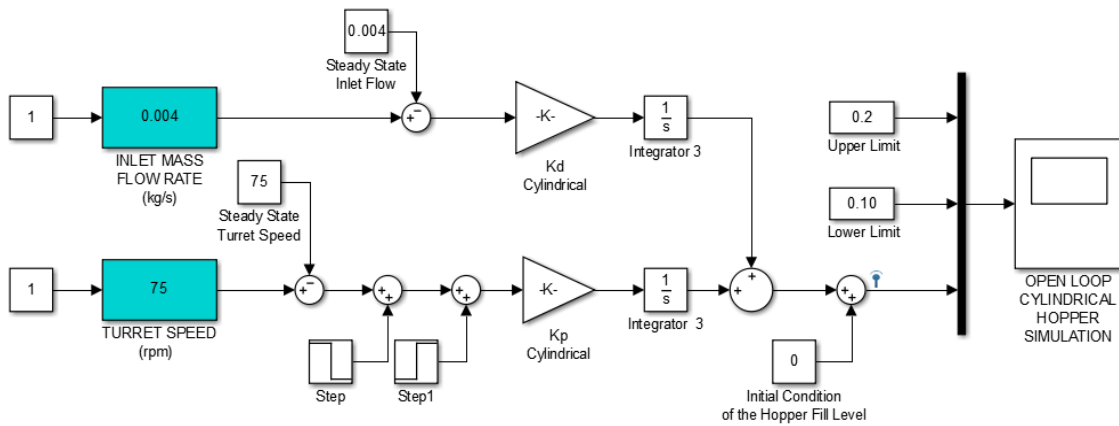 0.004
Steady State
Inlet Flow
1
0.004
INLET MASS
FLOW RATE
(kg/s)
+
−
-K-
Kd
Cylindrical
1
s
Integrator 3
0.2
Upper Limit
75
Steady State
Turret Speed
0.10
Lower Limit
1
75
TURRET SPEED
(rpm)
+
−
+
+
+
+
-K-
Kp
Cylindrical
1
s
Integrator 3
+
+
+
+
OPEN LOOP
CYLINDRICAL
HOPPER
SIMULATION
Step
Step1
0
Initial Condition
of the Hopper Fill Level